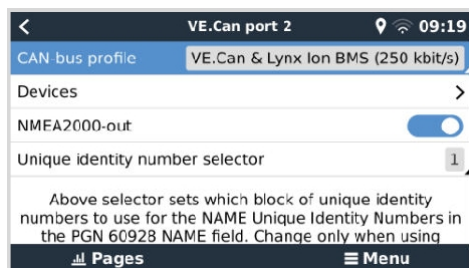 VE.Can port 2 09:19
CAN-bus profile VE.Can & Lynx Ion BMS (250 kbit/s)
Devices
NMEA2000-out
Unique identity number selector 1
Above selector sets which block of unique identity
numbers to use for the NAME Unique Identity Numbers in
the PGN 60928 NAME field. Change only when using
Pages Menu